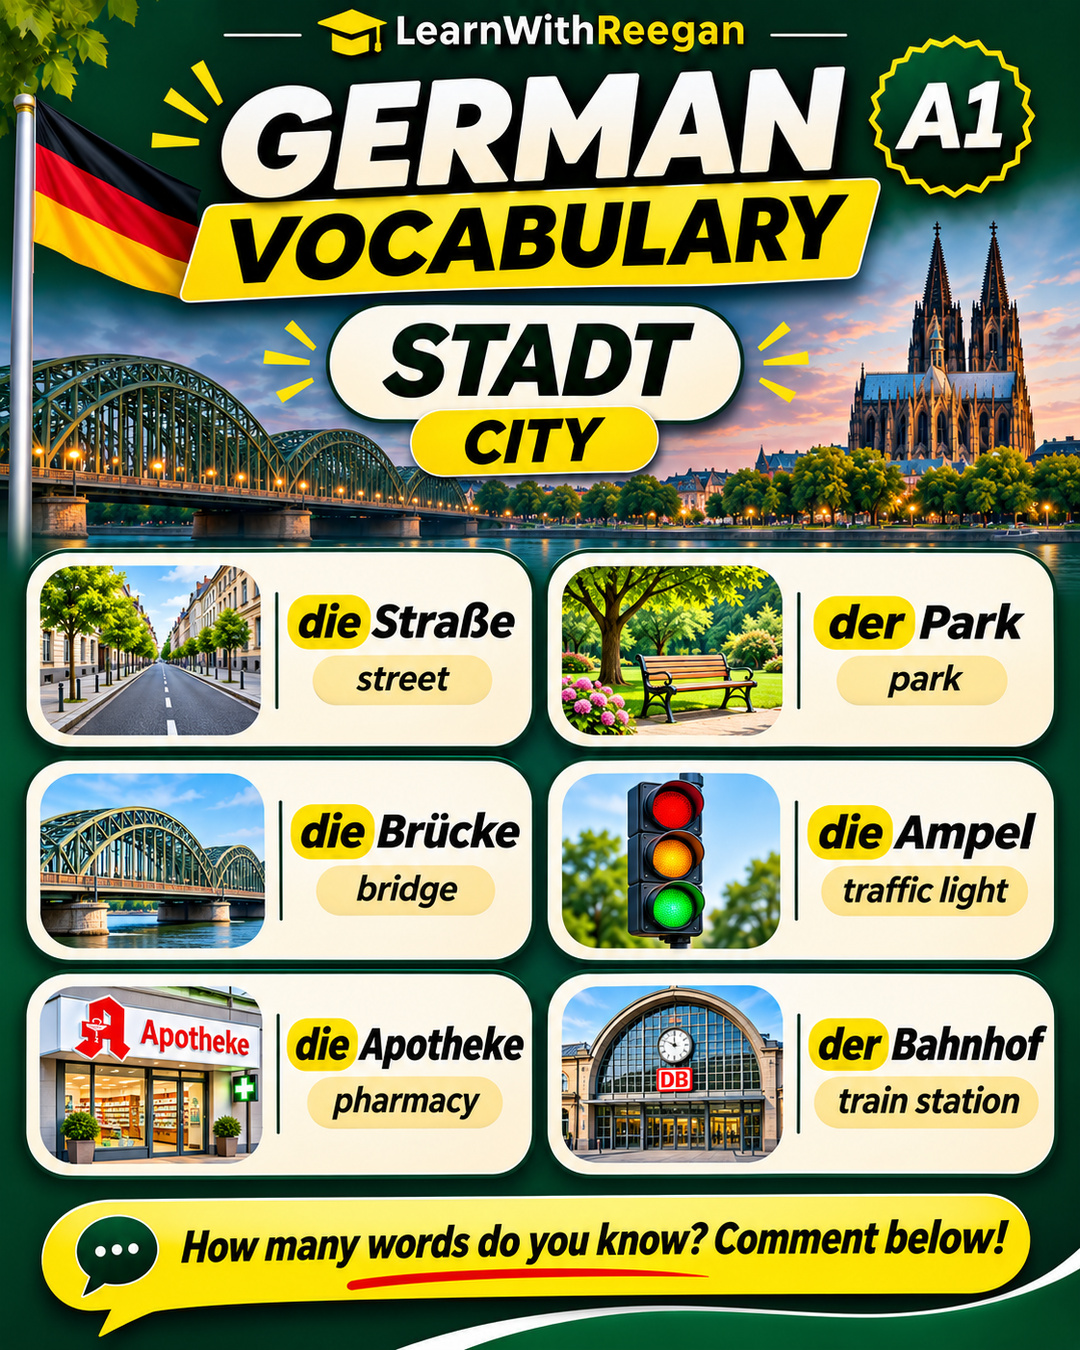 LearnWithReegan
GERMAN
A1
VOCABULARY
STADT
CITY
die Straße
street
der Park
park
die Brücke
bridge
die Ampel
traffic light
Apotheke
die Apotheke
pharmacy
DB
der Bahnhof
train station
How many words do you know? Comment below!